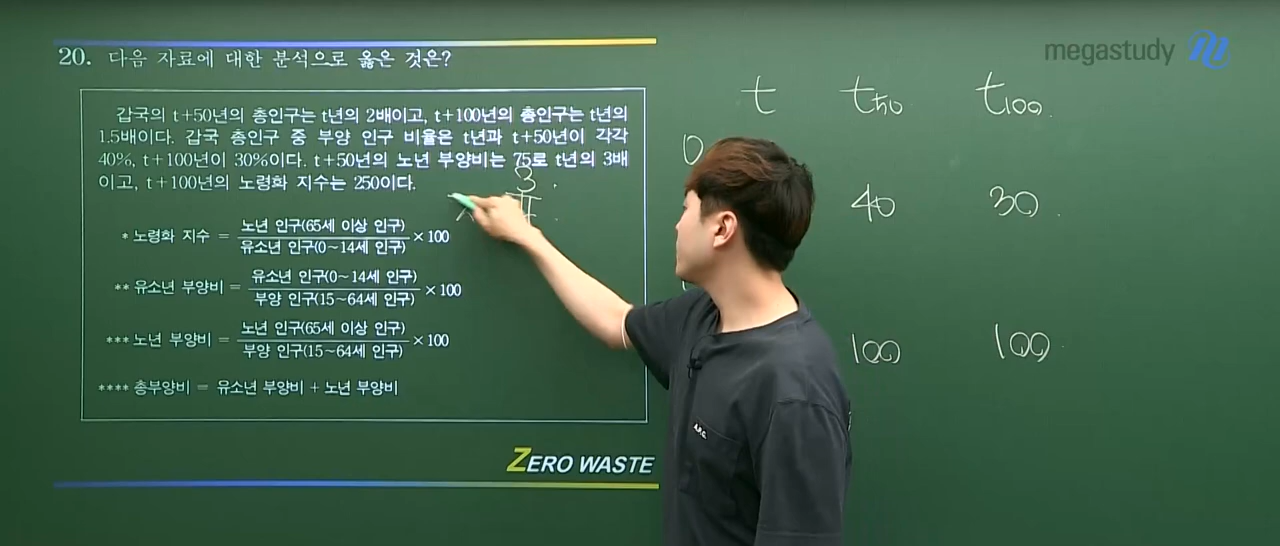 megastudy
20. 다음 자료에 대한 분석으로 옳은 것은?
갑국의 t+50년의 총인구는 t년의 2배이고, t+100년의 총인구는 t년의
1.5배이다. 갑국 총인구 중 부양 인구 비율은 t년과 t+50년이 각각
40%, t+100년이 30%이다. t+50년의 노년 부양비는 75로 t년의 3배
이고, t+100년의 노령화 지수는 250이다.
3
* 노령화 지수 = 노년 인구(65세 이상 인구) / 유소년 인구(0~14세 인구) ×100
** 유소년 부양비 = 유소년 인구(0~14세 인구) / 부양 인구(15~64세 인구) ×100
*** 노년 부양비 = 노년 인구(65세 이상 인구) / 부양 인구(15~64세 인구) ×100
**** 총부양비 = 유소년 부양비 + 노년 부양비
ZERO WASTE
t t50 t100
0
40 30
100 100
A.P.C.